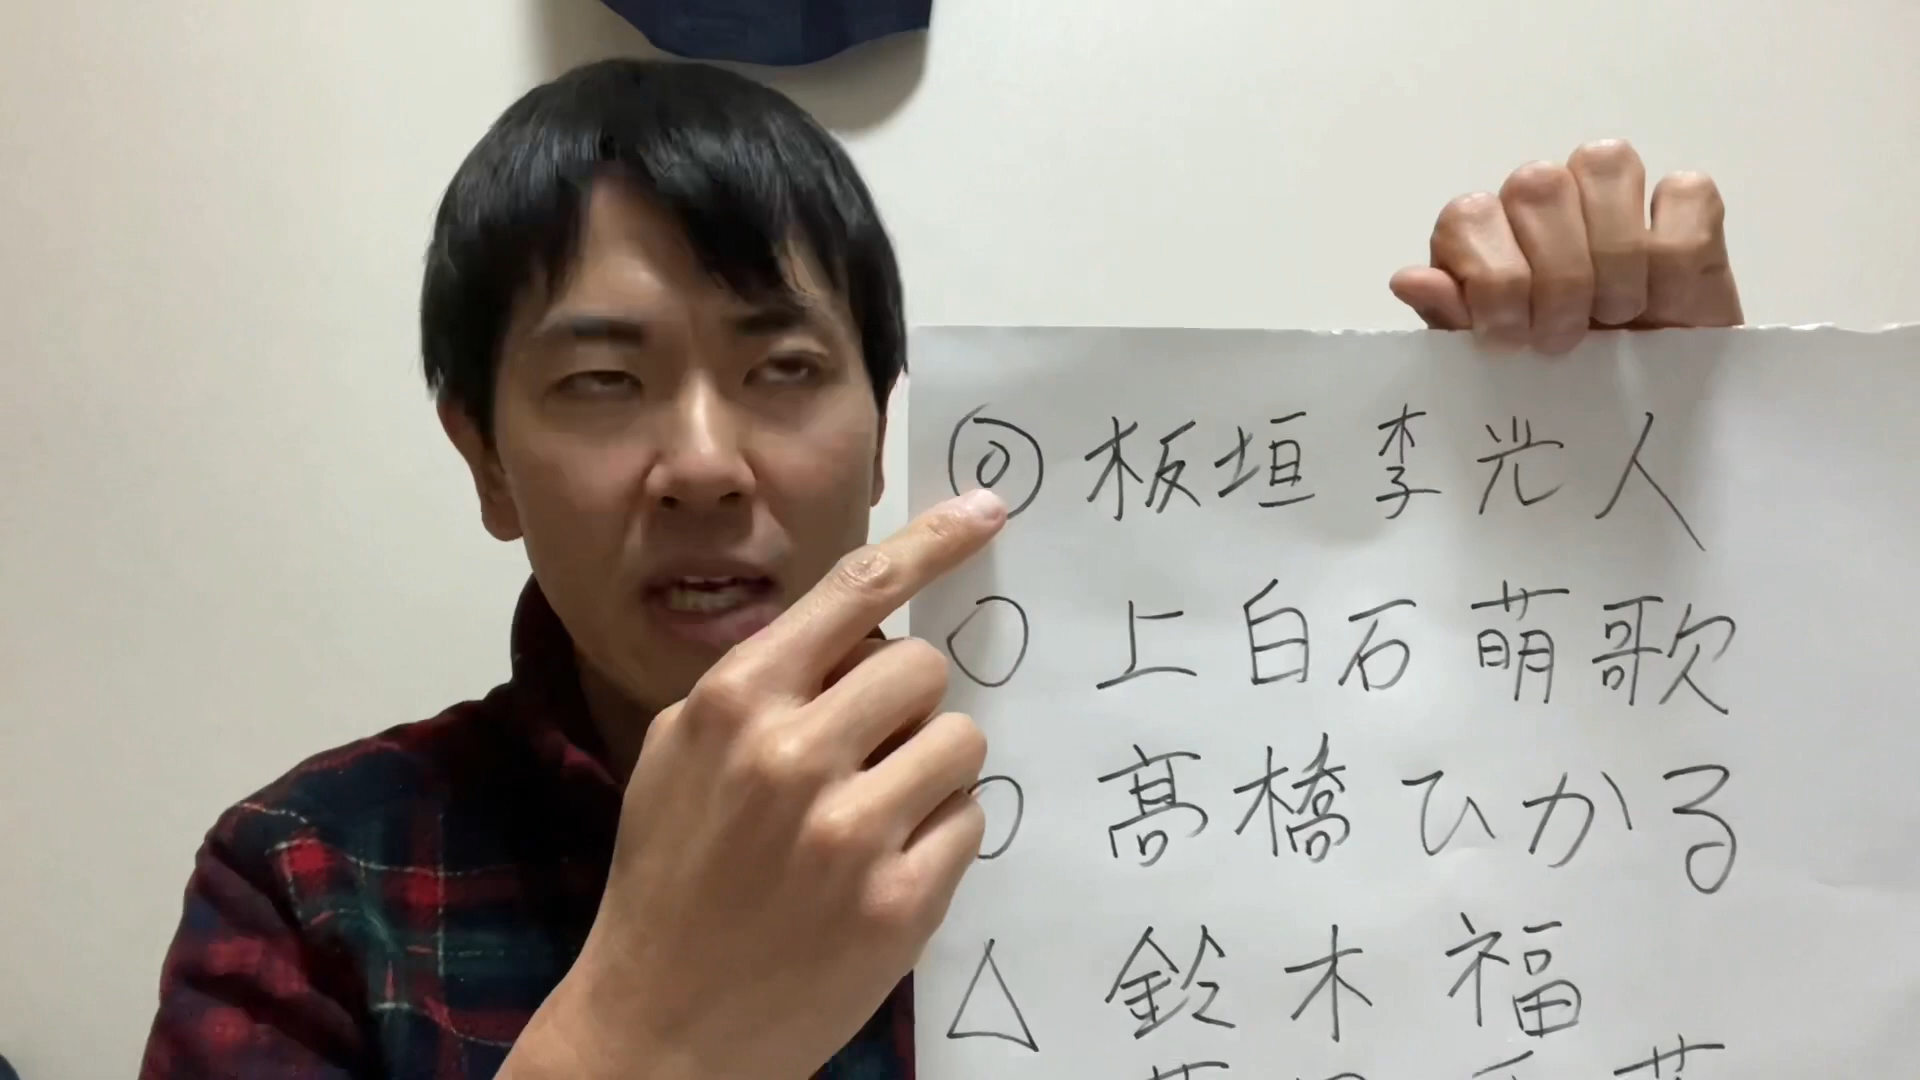 ◎ 板垣 李光人
○ 上白石 萌歌
○ 髙橋 ひかる
△ 鈴木 福